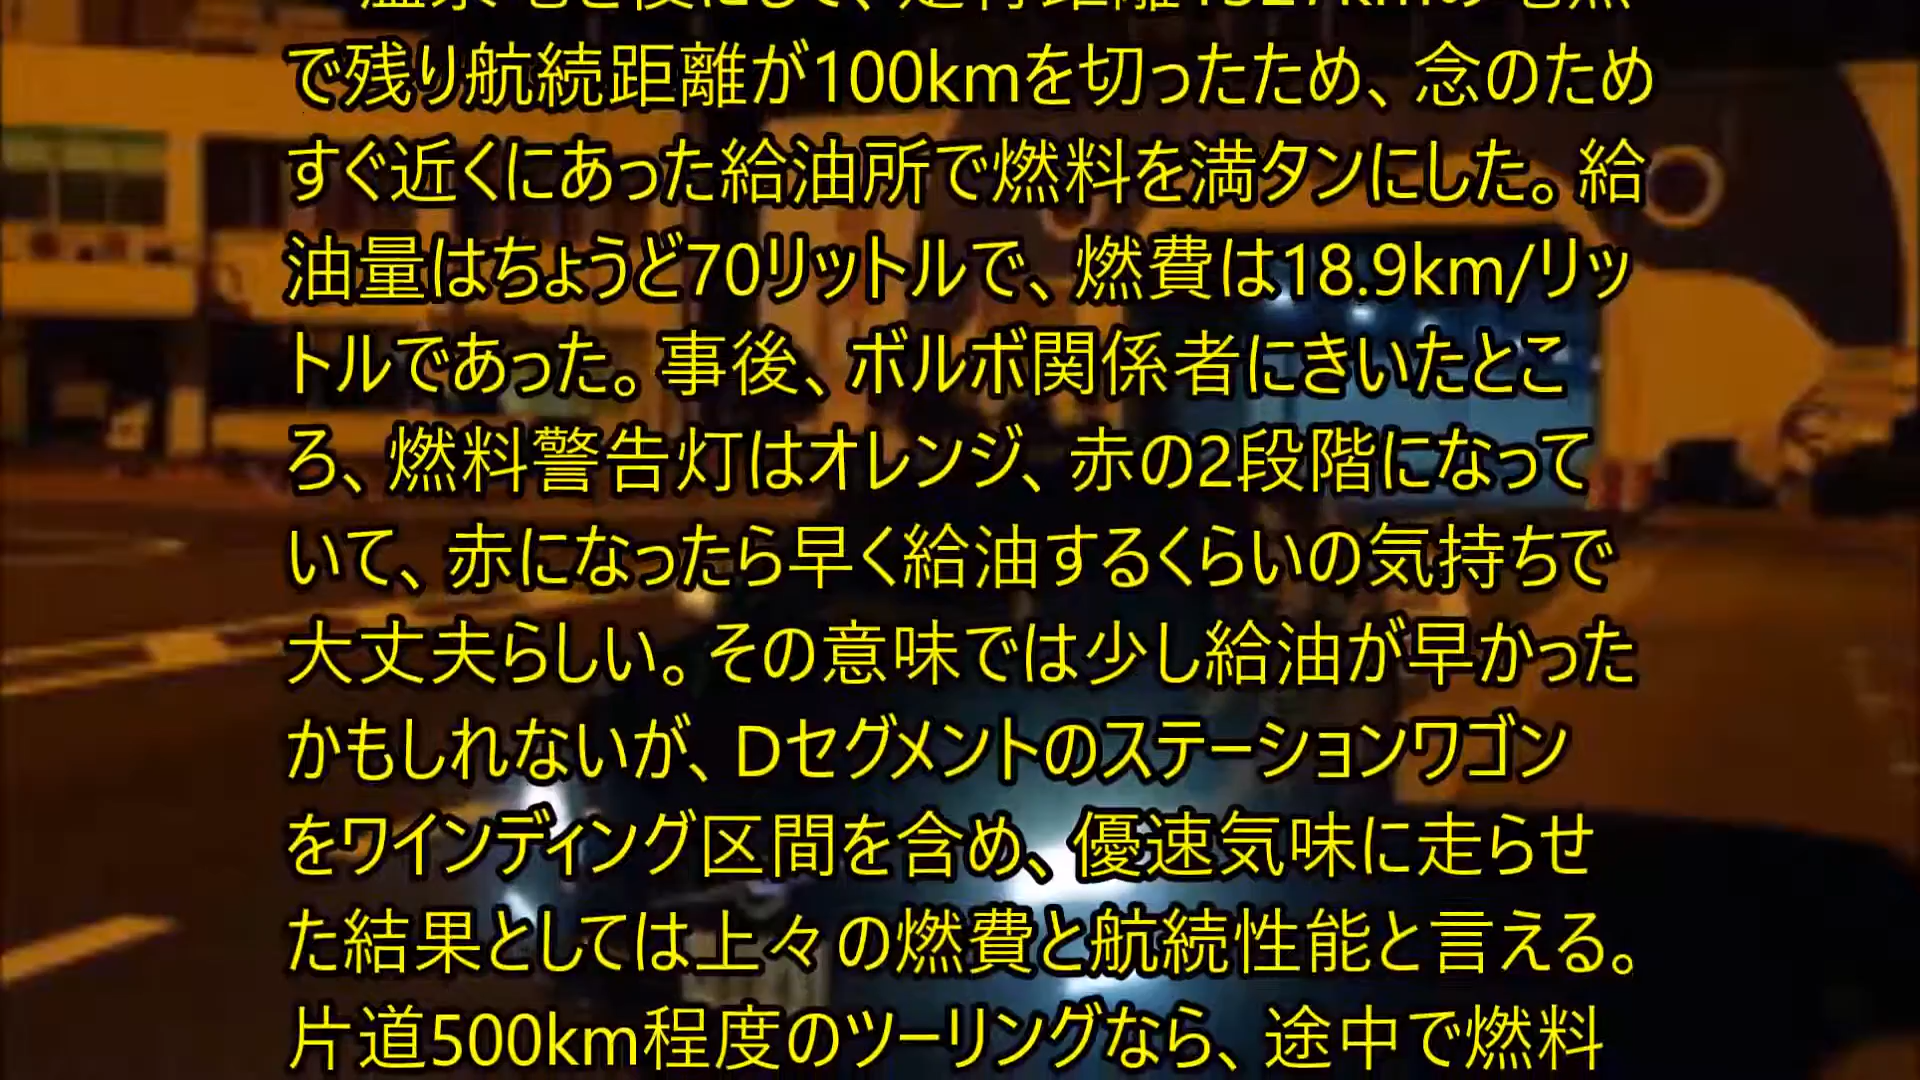 で残り航続距離が100kmを切ったため、念のため
すぐ近くにあった給油所で燃料を満タンにした。給
油量はちょうど70リットルで、燃費は18.9km/リッ
トルであった。事後、ボルボ関係者にきいたとこ
ろ、燃料警告灯はオレンジ、赤の2段階になって
いて、赤になったら早く給油するくらいの気持ちで
大丈夫らしい。その意味では少し給油が早かった
かもしれないが、Dセグメントのステーションワゴン
をワインディング区間を含め、優速気味に走らせ
た結果としては上々の燃費と航続性能と言える。
片道500km程度のツーリングなら、途中で燃料